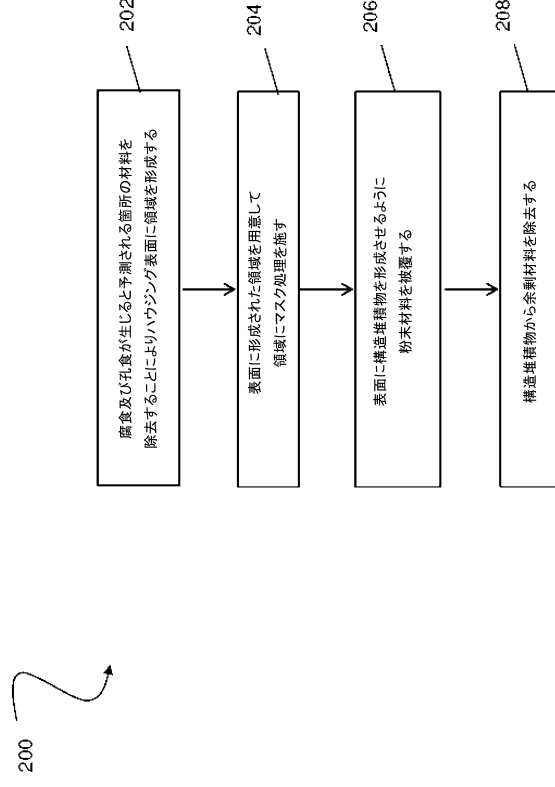 200
202
腐食及び孔食が生じると予測される箇所の材料を
除去することによりハウジング表面に領域を形成する
204
表面に形成された領域を用意して
領域にマスク処理を施す
206
表面に構造堆積物を形成させるように
粉末材料を被覆する
208
構造堆積物から余剰材料を除去する